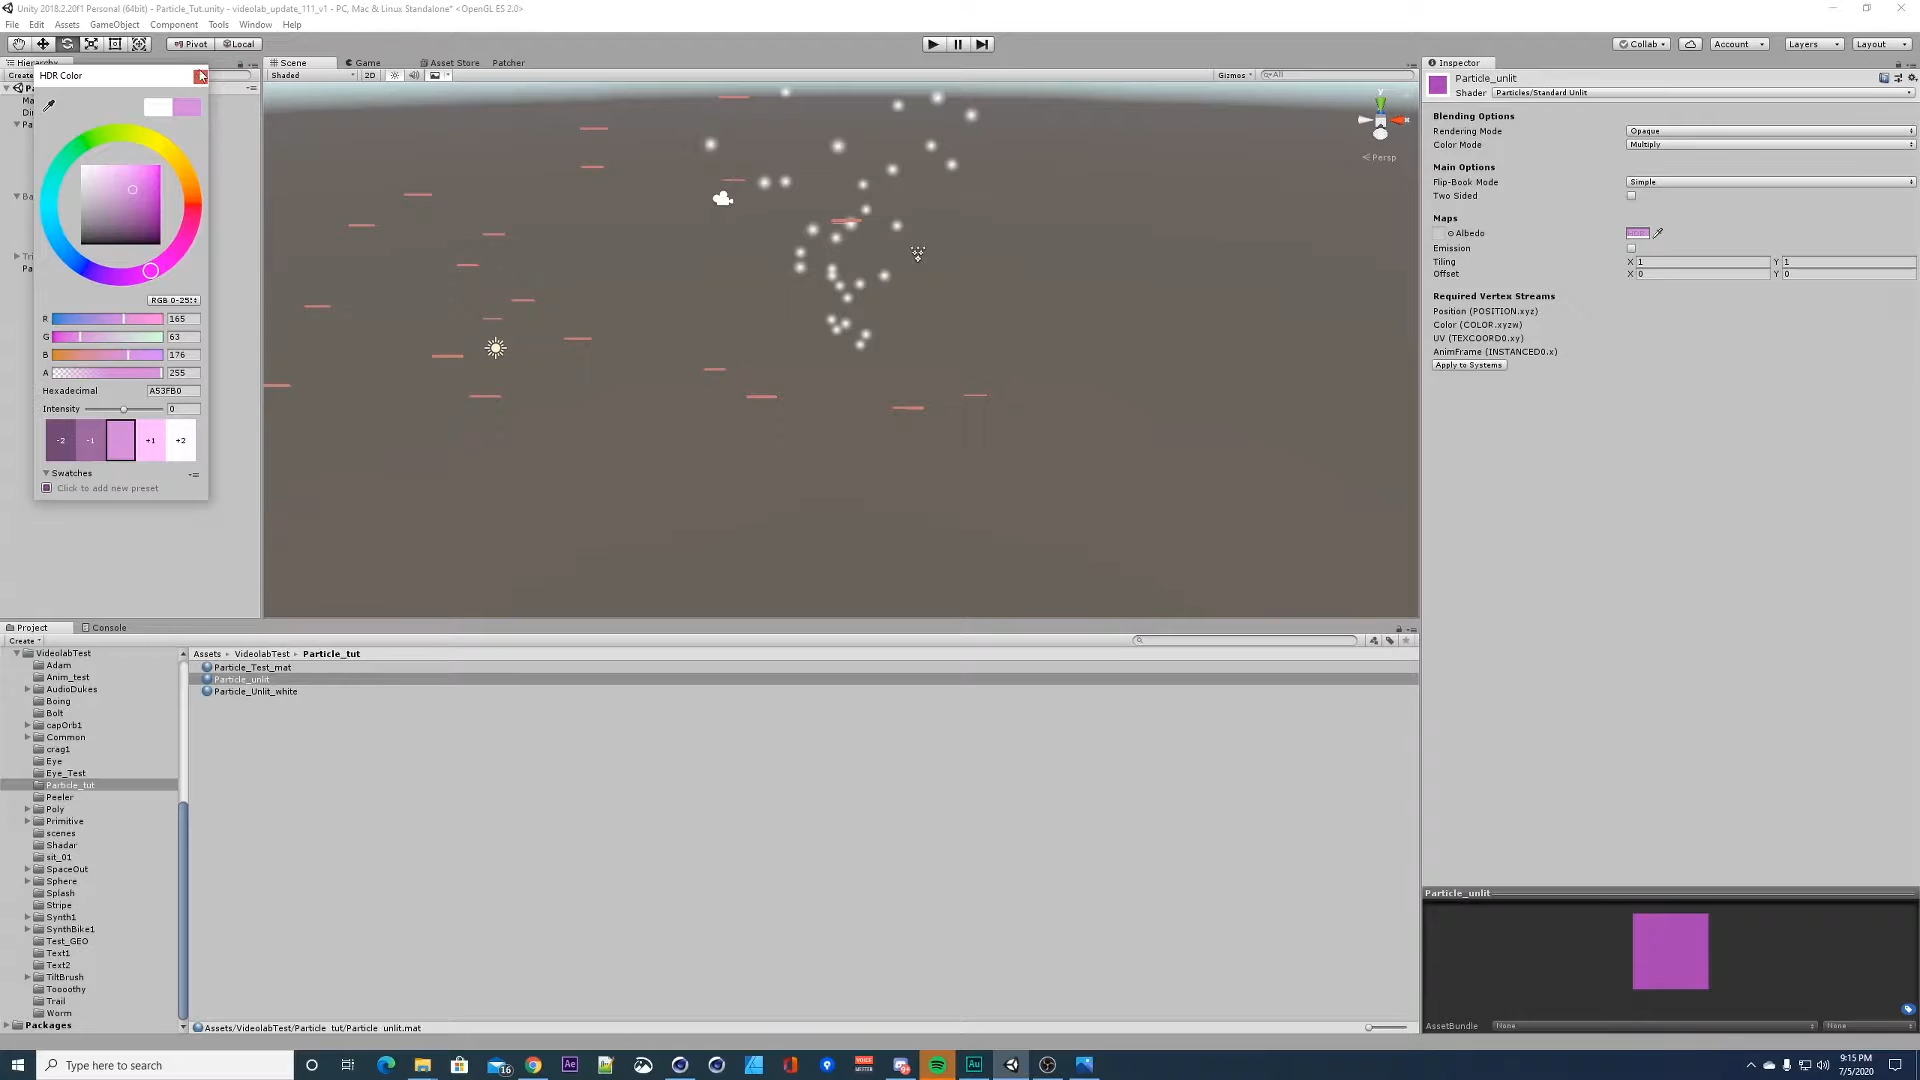 Unity 2018.2.20f1 Personal (64bit) - Particle_Tut.unity - videolab_update_111_v1 - PC, Mac & Linux Standalone* <OpenGL ES 2.0>
File Edit Assets GameObject Component Tools Window Help
Pivot Local Collab Account Layers Layout
Hierarchy Scene Game Asset Store Patcher Inspector
Shaded 2D Gizmos All
HDR Color
RGB 0-255
R 165
G 63
B 176
A 255
Hexadecimal A53FB0
Intensity 0
-2 -1 +1 +2
Swatches
Click to add new preset
y
x
Persp
Particle_unlit
Shader Particles/Standard Unlit
Blending Options
Rendering Mode Opaque
Color Mode Multiply
Main Options
Flip-Book Mode Simple
Two Sided
Maps
Albedo HDR
Emission
Tiling X 1 Y 1
Offset X 0 Y 0
Required Vertex Streams
Position (POSITION.xyz)
Color (COLOR.xyzw)
UV (TEXCOORD0.xy)
AnimFrame (INSTANCED0.x)
Apply to Systems
Project Console
Create
VideolabTest
Adam
Anim_test
AudioDukes
Boing
Bolt
capOrb1
Common
crag1
Eye
Eye_Test
Particle_tut
Peeler
Poly
Primitive
scenes
Shadar
sit_01
SpaceOut
Sphere
Splash
Stripe
Synth1
SynthBike1
Test_GEO
Text1
Text2
TiltBrush
Toooothy
Trail
Worm
Packages
Assets VideolabTest Particle_tut
Particle_Test_mat
Particle_unlit
Particle_Unlit_white
Assets/VideolabTest/Particle_tut/Particle_unlit.mat
Particle_unlit
AssetBundle None None
Type here to search
16
Ae
Au
9:15 PM
7/5/2020